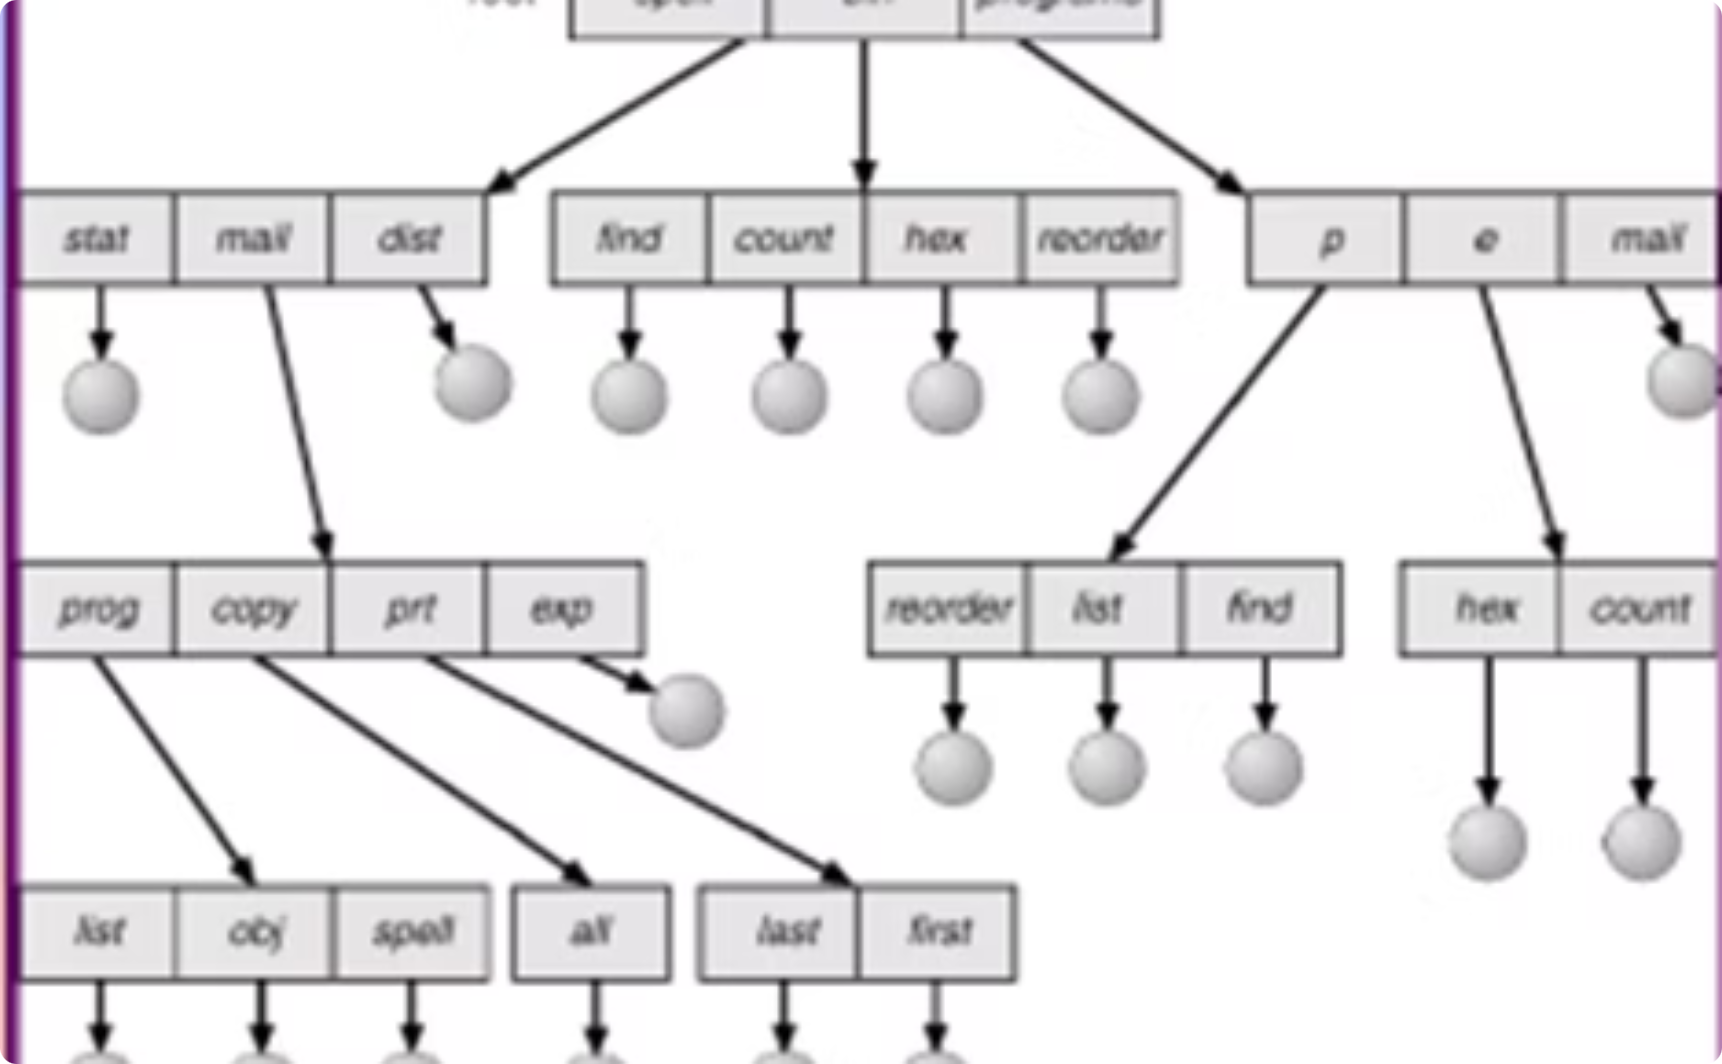 programs
stat mail dist find count hex reorder p e mail
prog copy prt exp reorder list find hex count
list obj spell all last first